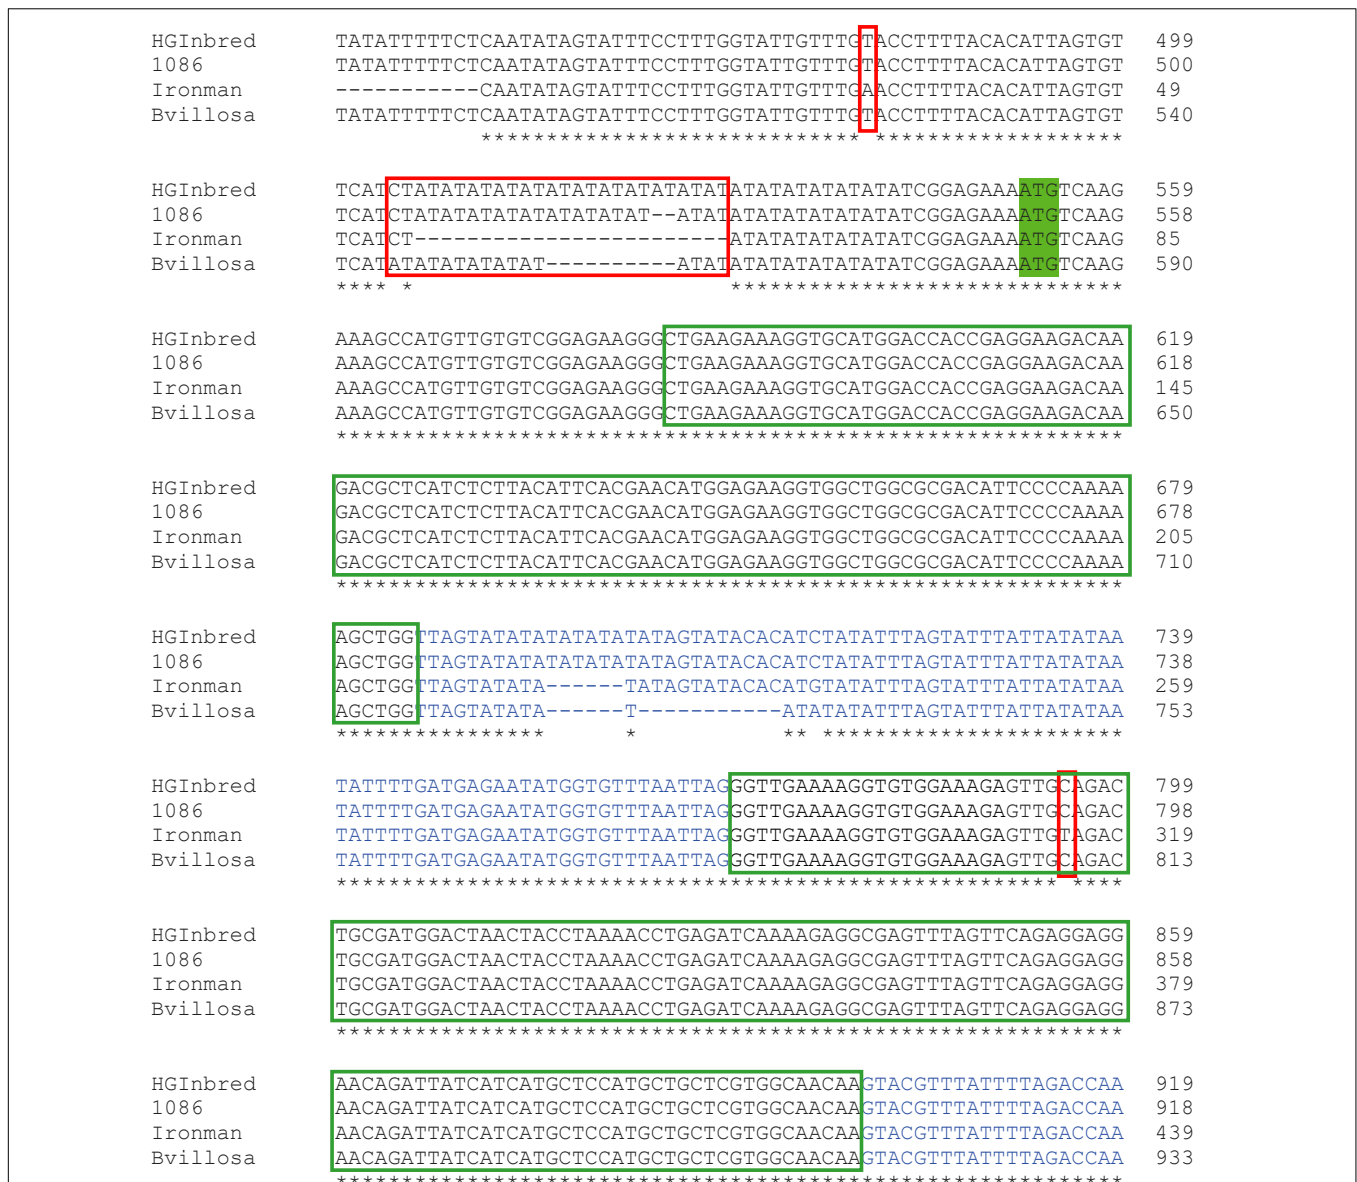 HGInbred TATATTTTTCTCAATATAGTATTTCCTTTGGTATTGTTTGTACCTTTTACACATTAGTGT 499
1086 TATATTTTTCTCAATATAGTATTTCCTTTGGTATTGTTTGTACCTTTTACACATTAGTGT 500
Ironman -----------CAATATAGTATTTCCTTTGGTATTGTTTGAACCTTTTACACATTAGTGT 49
Bvillosa TATATTTTTCTCAATATAGTATTTCCTTTGGTATTGTTTGTACCTTTTACACATTAGTGT 540
***************************** *******************
HGInbred TCATCTATATATATATATATATATATATATATATATATATATATCGGAGAAAATGTCAAG 559
1086 TCATCTATATATATATATATATAT--ATATATATATATATATATCGGAGAAAATGTCAAG 558
Ironman TCATCT------------------------ATATATATATATATCGGAGAAAATGTCAAG 85
Bvillosa TCATATATATATATAT----------ATATATATATATATATATCGGAGAAAATGTCAAG 590
**** * ******************************
HGInbred AAAGCCATGTTGTGTCGGAGAAGGGCTGAAGAAAGGTGCATGGACCACCGAGGAAGACAA 619
1086 AAAGCCATGTTGTGTCGGAGAAGGGCTGAAGAAAGGTGCATGGACCACCGAGGAAGACAA 618
Ironman AAAGCCATGTTGTGTCGGAGAAGGGCTGAAGAAAGGTGCATGGACCACCGAGGAAGACAA 145
Bvillosa AAAGCCATGTTGTGTCGGAGAAGGGCTGAAGAAAGGTGCATGGACCACCGAGGAAGACAA 650
************************************************************
HGInbred GACGCTCATCTCTTACATTCACGAACATGGAGAAGGTGGCTGGCGCGACATTCCCCAAAA 679
1086 GACGCTCATCTCTTACATTCACGAACATGGAGAAGGTGGCTGGCGCGACATTCCCCAAAA 678
Ironman GACGCTCATCTCTTACATTCACGAACATGGAGAAGGTGGCTGGCGCGACATTCCCCAAAA 205
Bvillosa GACGCTCATCTCTTACATTCACGAACATGGAGAAGGTGGCTGGCGCGACATTCCCCAAAA 710
************************************************************
HGInbred AGCTGGTTAGTATATATATATATATATAGTATACACATCTATATTTAGTATTTATTATATAA 739
1086 AGCTGGTTAGTATATATATATATATATAGTATACACATCTATATTTAGTATTTATTATATAA 738
Ironman AGCTGGTTAGTATATA------TATAGTATACACATGTATATTTAGTATTTATTATATAA 259
Bvillosa AGCTGGTTAGTATATA------T-----------ATATATATTTAGTATTTATTATATAA 753
**************** * ** ***********************
HGInbred TATTTTGATGAGAATATGGTGTTTAATTAGGGTTGAAAAGGTGTGGAAAGAGTTGCAGAC 799
1086 TATTTTGATGAGAATATGGTGTTTAATTAGGGTTGAAAAGGTGTGGAAAGAGTTGCAGAC 798
Ironman TATTTTGATGAGAATATGGTGTTTAATTAGGGTTGAAAAGGTGTGGAAAGAGTTGTAGAC 319
Bvillosa TATTTTGATGAGAATATGGTGTTTAATTAGGGTTGAAAAGGTGTGGAAAGAGTTGCAGAC 813
******************************************************* ****
HGInbred TGCGATGGACTAACTACCTAAAACCTGAGATCAAAAGAGGCGAGTTTAGTTCAGAGGAGG 859
1086 TGCGATGGACTAACTACCTAAAACCTGAGATCAAAAGAGGCGAGTTTAGTTCAGAGGAGG 858
Ironman TGCGATGGACTAACTACCTAAAACCTGAGATCAAAAGAGGCGAGTTTAGTTCAGAGGAGG 379
Bvillosa TGCGATGGACTAACTACCTAAAACCTGAGATCAAAAGAGGCGAGTTTAGTTCAGAGGAGG 873
************************************************************
HGInbred AACAGATTATCATCATGCTCCATGCTGCTCGTGGCAACAAGTACGTTTATTTTAGACCAA 919
1086 AACAGATTATCATCATGCTCCATGCTGCTCGTGGCAACAAGTACGTTTATTTTAGACCAA 918
Ironman AACAGATTATCATCATGCTCCATGCTGCTCGTGGCAACAAGTACGTTTATTTTAGACCAA 439
Bvillosa AACAGATTATCATCATGCTCCATGCTGCTCGTGGCAACAAGTACGTTTATTTTAGACCAA 933
************************************************************